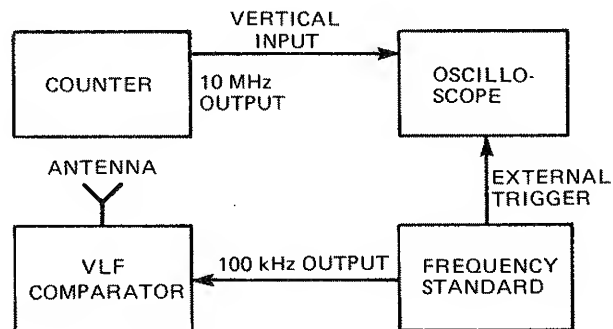 VERTICAL
INPUT
COUNTER
10 MHz
OUTPUT
OSCILLO-
SCOPE
ANTENNA
EXTERNAL
TRIGGER
VLF
COMPARATOR
100 kHz OUTPUT
FREQUENCY
STANDARD